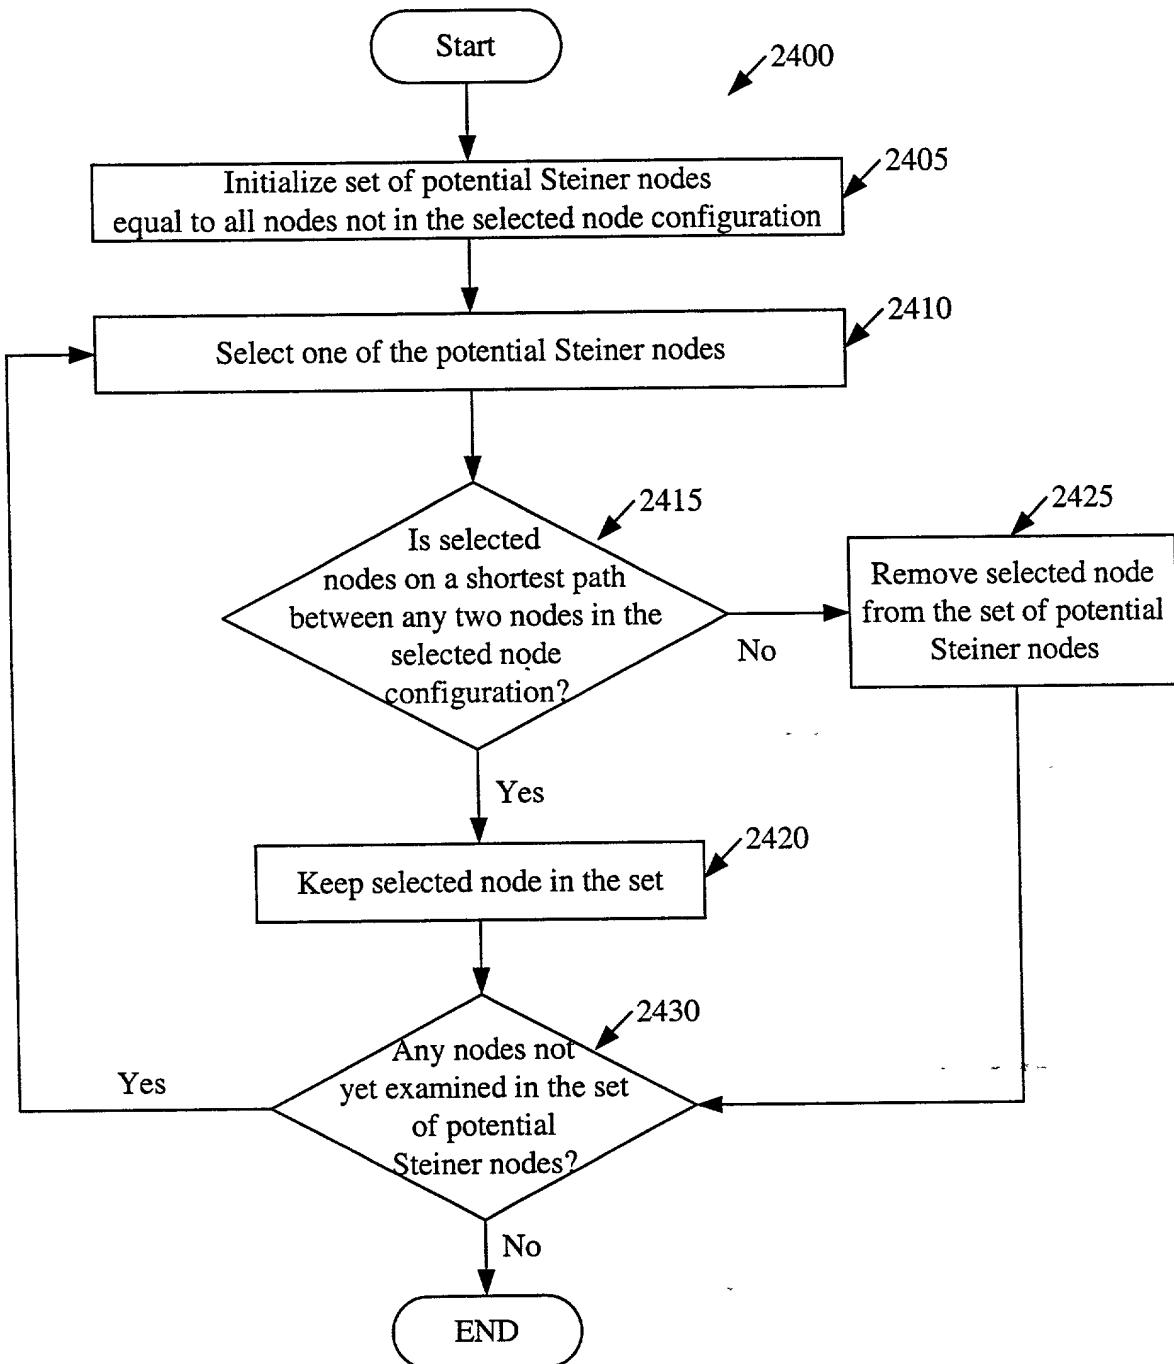 Start
2400
2405
Initialize set of potential Steiner nodes
equal to all nodes not in the selected node configuration
2410
Select one of the potential Steiner nodes
2415
Is selected
nodes on a shortest path
between any two nodes in the
selected node
configuration?
No
2425
Remove selected node
from the set of potential
Steiner nodes
Yes
2420
Keep selected node in the set
2430
Any nodes not
yet examined in the set
of potential
Steiner nodes?
Yes
No
END